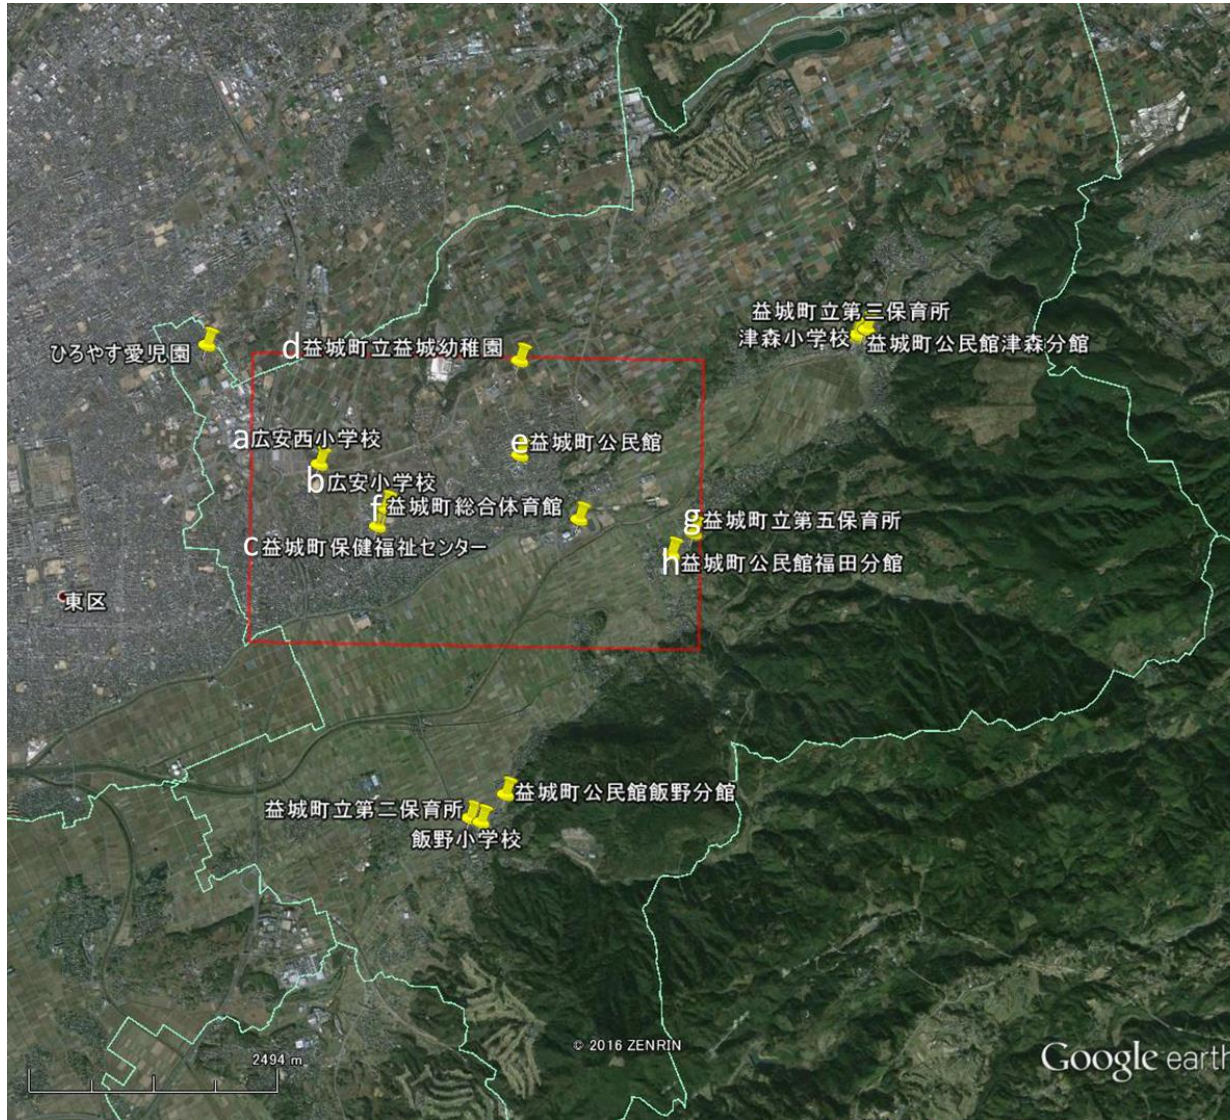 益城町立第三保育所
津森小学校
益城町公民館津森分館
ひろやす愛児園
d益城町立益城幼稚園
a広安西小学校
e益城町公民館
b広安小学校
f益城町総合体育館
g益城町立第五保育所
c益城町保健福祉センター
h益城町公民館福田分館
東区
益城町公民館飯野分館
益城町立第二保育所
飯野小学校
© 2016 ZENRIN
2494 m
Google earth